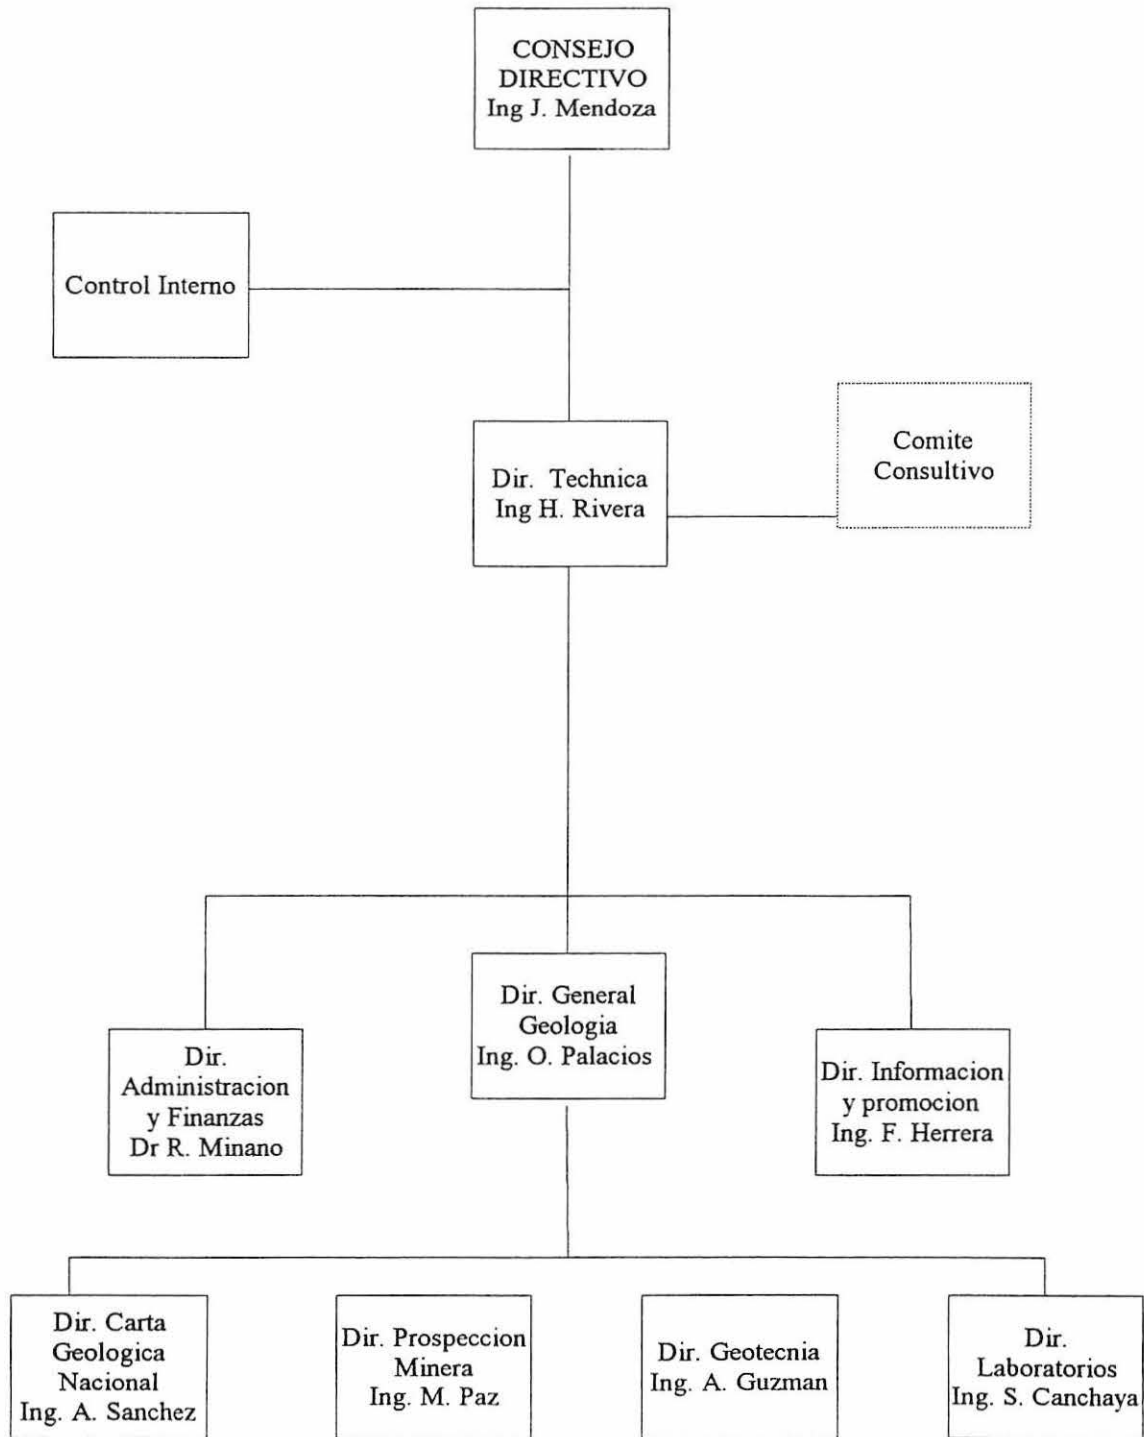 CONSEJO
DIRECTIVO
Ing J. Mendoza
Control Interno
Comite
Consultivo
Dir. Technica
Ing H. Rivera
Dir. General
Geologia
Ing. O. Palacios
Dir.
Administracion
y Finanzas
Dr R. Minano
Dir. Informacion
y promocion
Ing. F. Herrera
Dir. Carta
Geologica
Nacional
Ing. A. Sanchez
Dir. Prospeccion
Minera
Ing. M. Paz
Dir. Geotecnia
Ing. A. Guzman
Dir.
Laboratorios
Ing. S. Canchaya